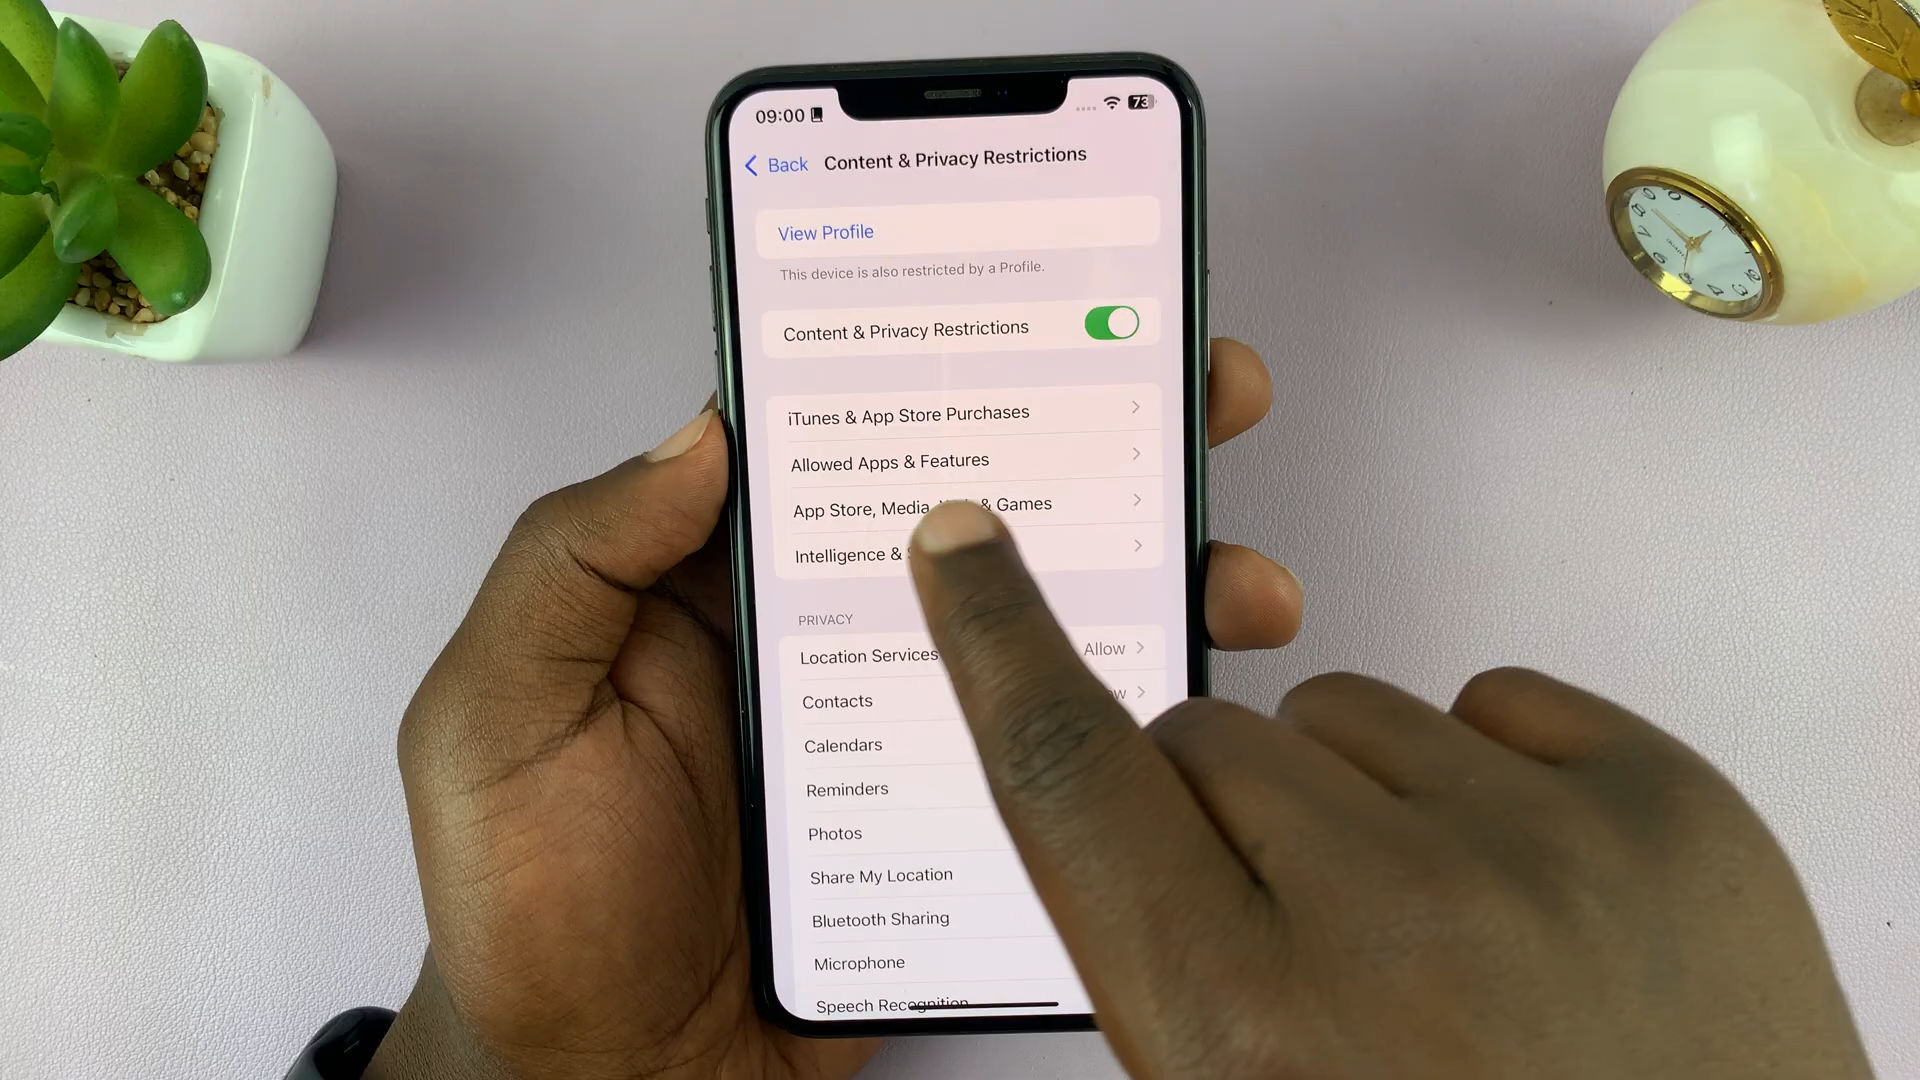 09:00
73
Back Content & Privacy Restrictions
View Profile
This device is also restricted by a Profile.
Content & Privacy Restrictions
iTunes & App Store Purchases
Allowed Apps & Features
App Store, Media, & Games
Intelligence &
PRIVACY
Location Services Allow
Contacts
Calendars
Reminders
Photos
Share My Location
Bluetooth Sharing
Microphone
Speech Recognition